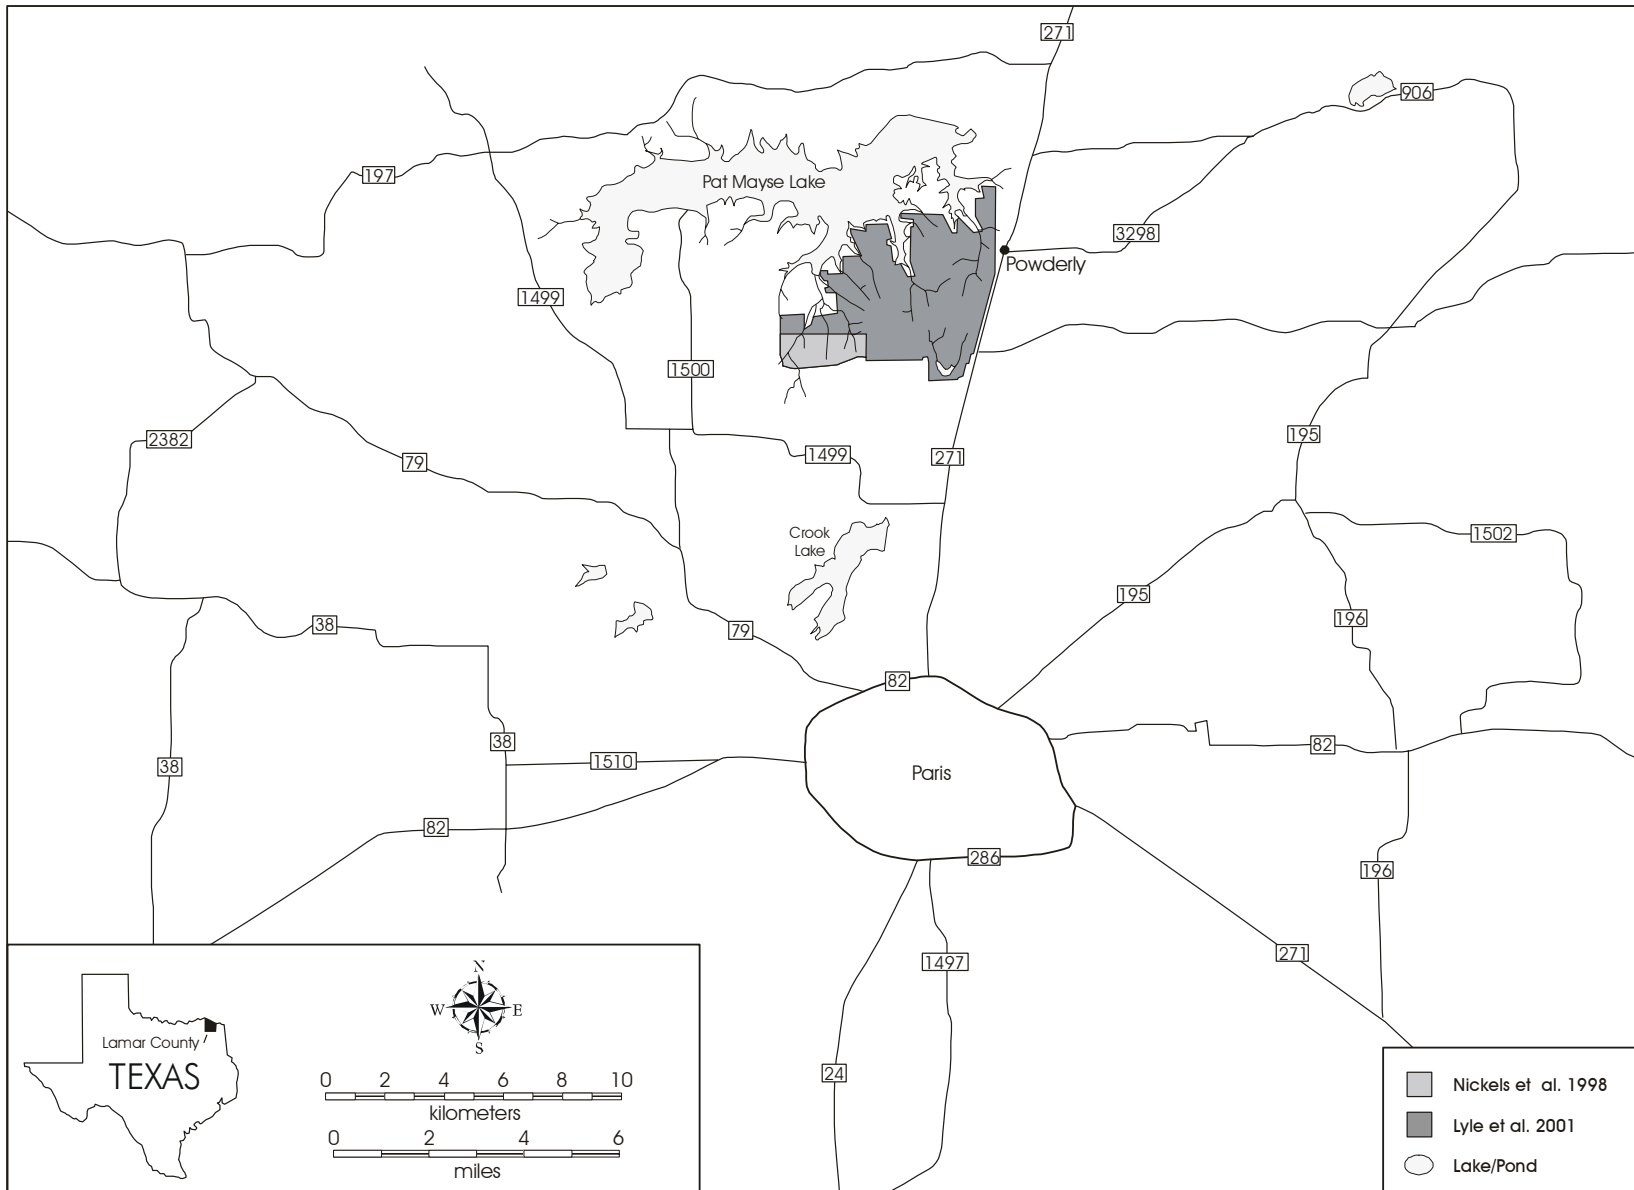 271
906
197
Pat Mayse Lake
3298
Powderly
1499
1500
2382
195
79
1499
271
Crook
Lake
1502
195
196
38
79
82
38
1510
82
38
Paris
82
286
196
271
1497
24
N
W E
S
Lamar County
TEXAS
0 2 4 6 8 10
kilometers
0 2 4 6
miles
Nickels et al. 1998
Lyle et al. 2001
Lake/Pond